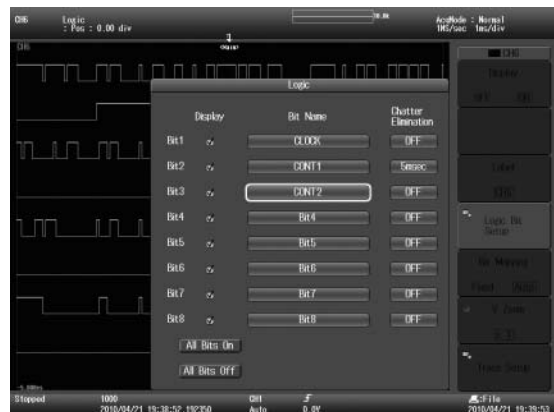 CH6 Logic AcqMode : Normal
: Pos : 0.00 div 1MS/sec 1ms/div
CH6
CH6
Display
OFF ON
Label
CH6
Logic Bit
Setup
Bit Mapping
Fixed Auto
V Zoom
Trace Setup
Logic
Display Bit Name Chatter
Elimination
Bit1 CLOCK OFF
Bit2 CONT1 5msec
Bit3 CONT2 OFF
Bit4 Bit4 OFF
Bit5 Bit5 OFF
Bit6 Bit6 OFF
Bit7 Bit7 OFF
Bit8 Bit8 OFF
All Bits On
All Bits Off
Stopped 1000 CH1 File
2010/04/21 19:38:52.192350 Auto 0.0V 2010/04/21 19:39:53